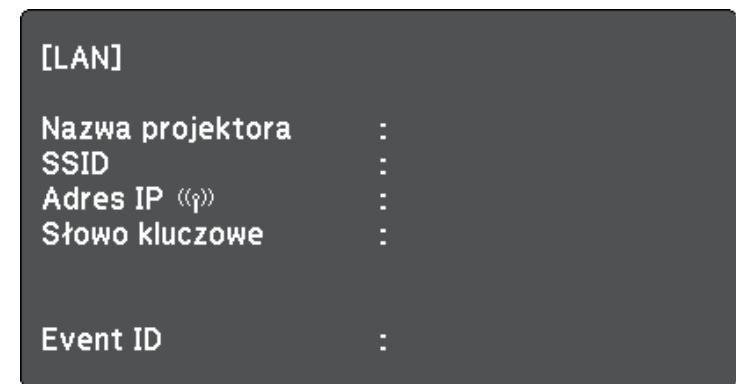 [LAN]
Nazwa projektora :
SSID :
Adres IP :
Słowo kluczowe :
Event ID :